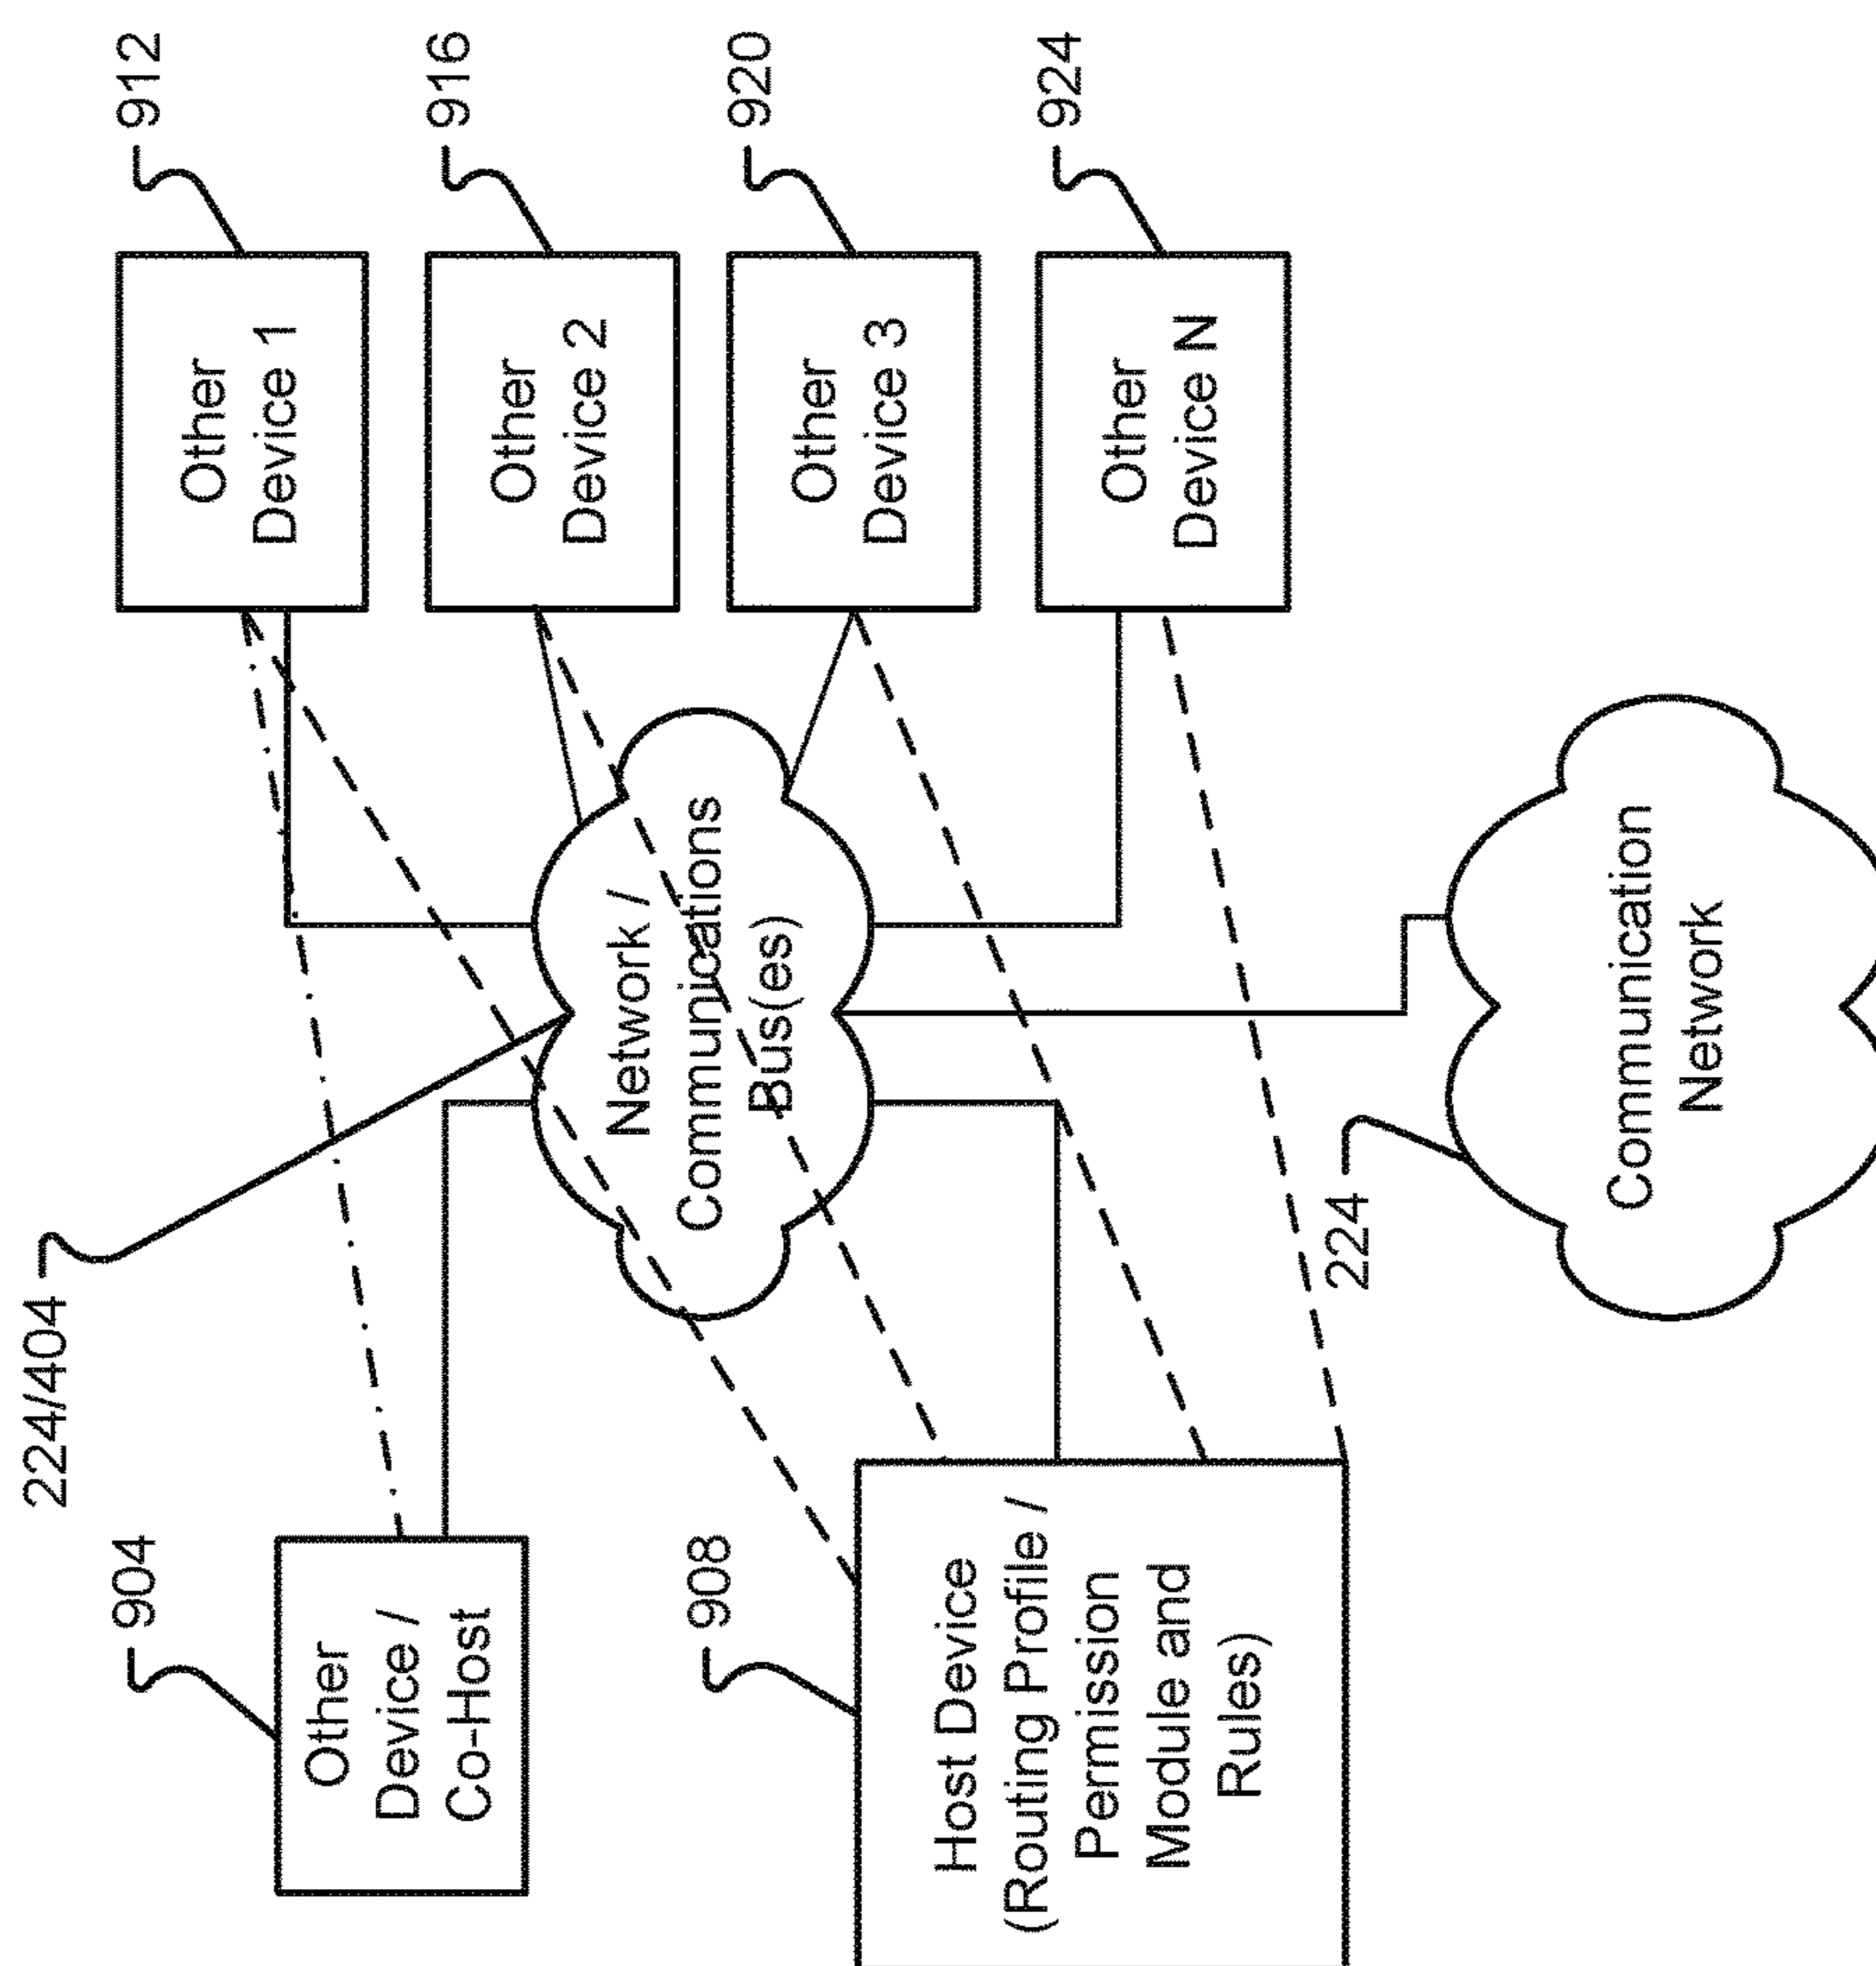 224/404
904
Other
Device /
Co-Host
908
Host Device
(Routing Profile /
Permission
Module and
Rules)
Network /
Communications
Bus(es)
224
Communication
Network
912
Other
Device 1
916
Other
Device 2
920
Other
Device 3
924
Other
Device N